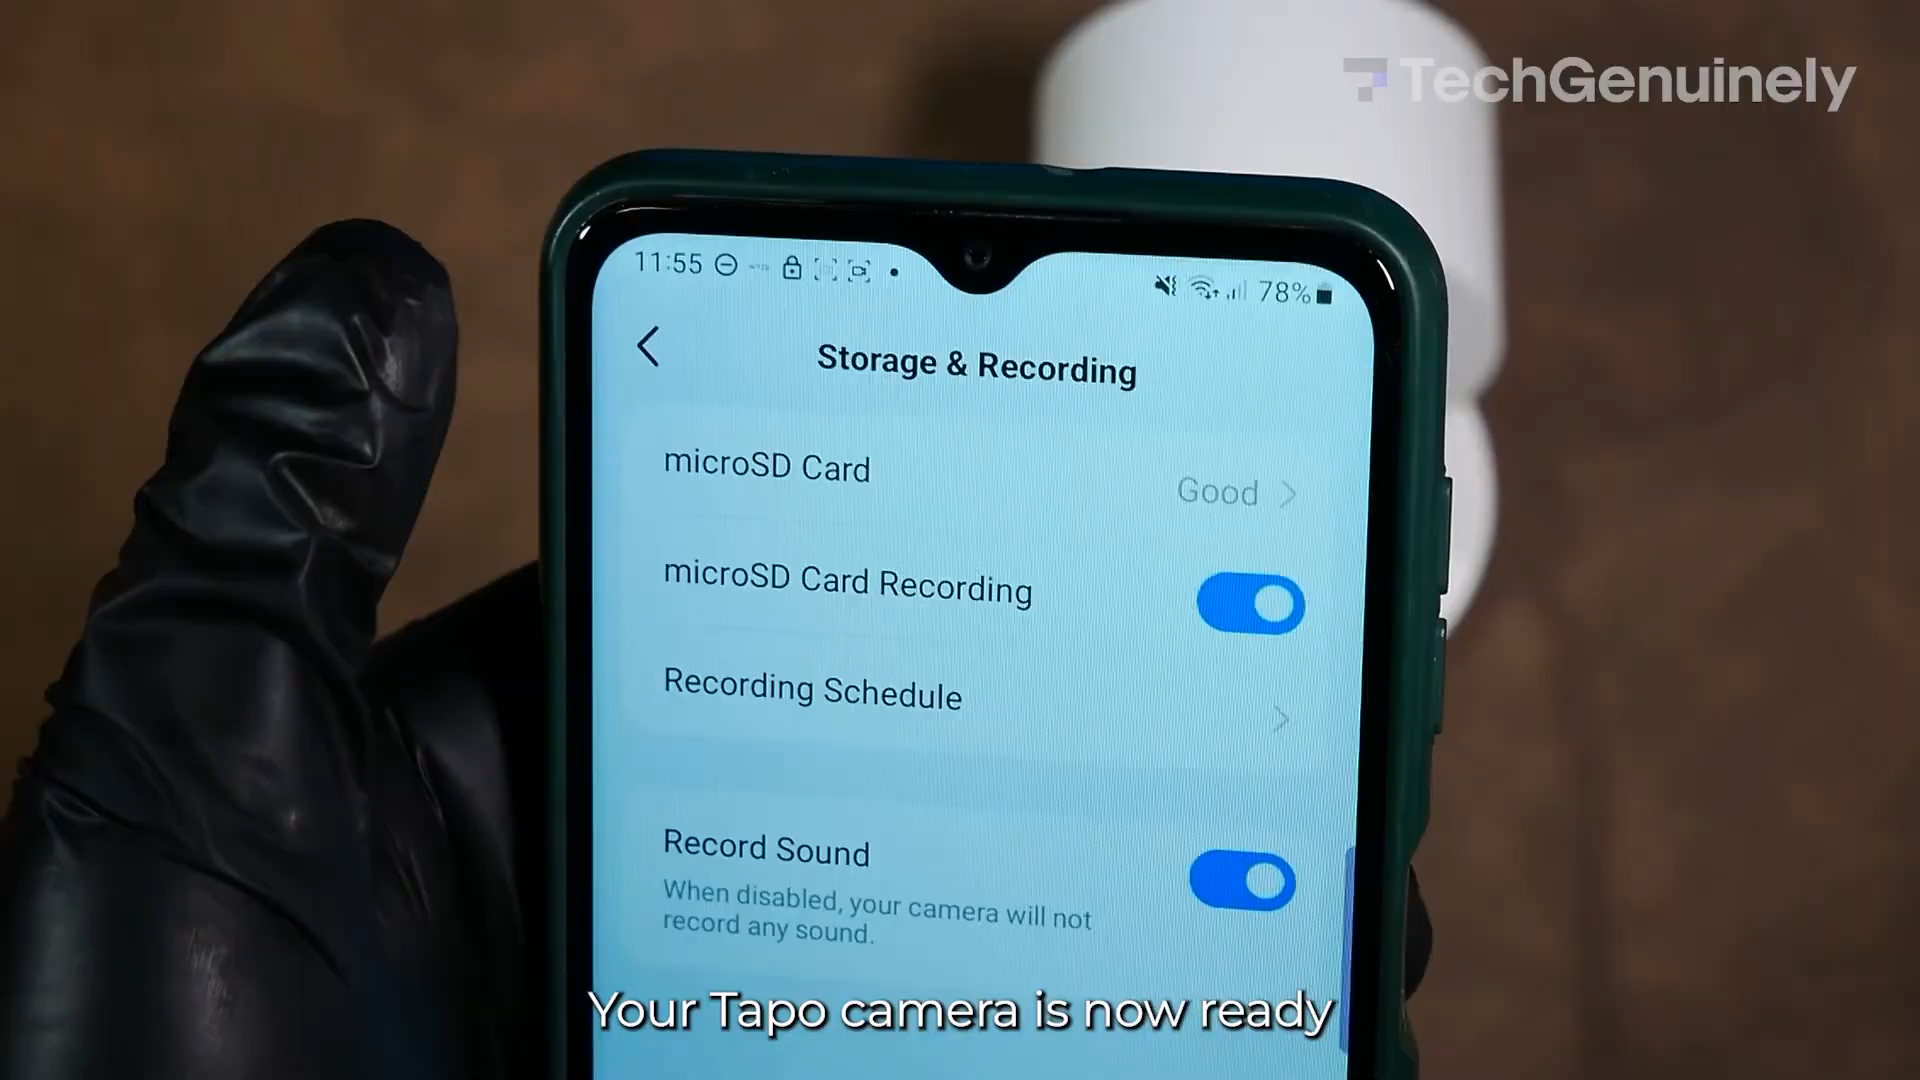 TechGenuinely
11:55
78%
Storage & Recording
microSD Card
Good
microSD Card Recording
Recording Schedule
Record Sound
When disabled, your camera will not
record any sound.
Your Tapo camera is now ready